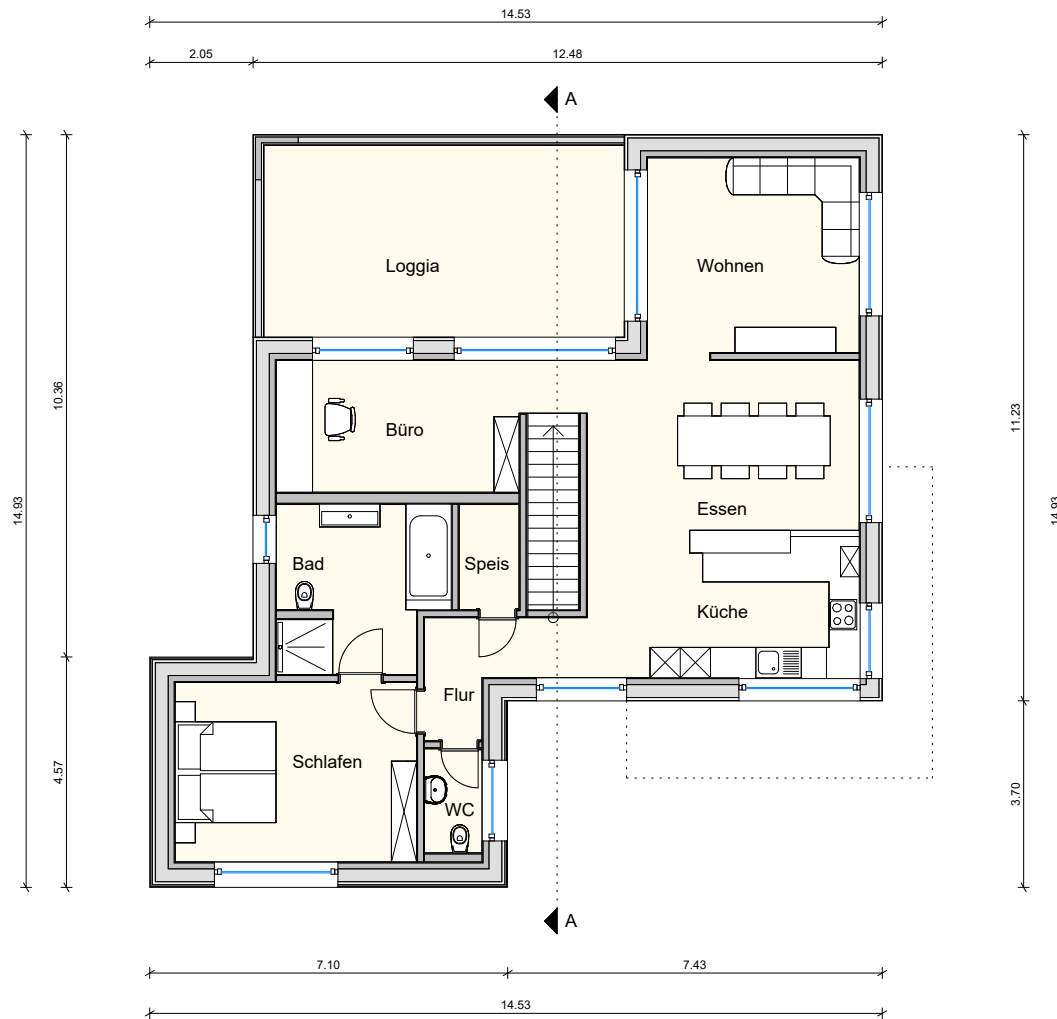 14.53
2.05
12.48
A
Loggia
Wohnen
10.36
11.23
14.93
14.93
Büro
Essen
Bad
Speis
Küche
Flur
Schlafen
4.57
WC
3.70
A
7.10
7.43
14.53